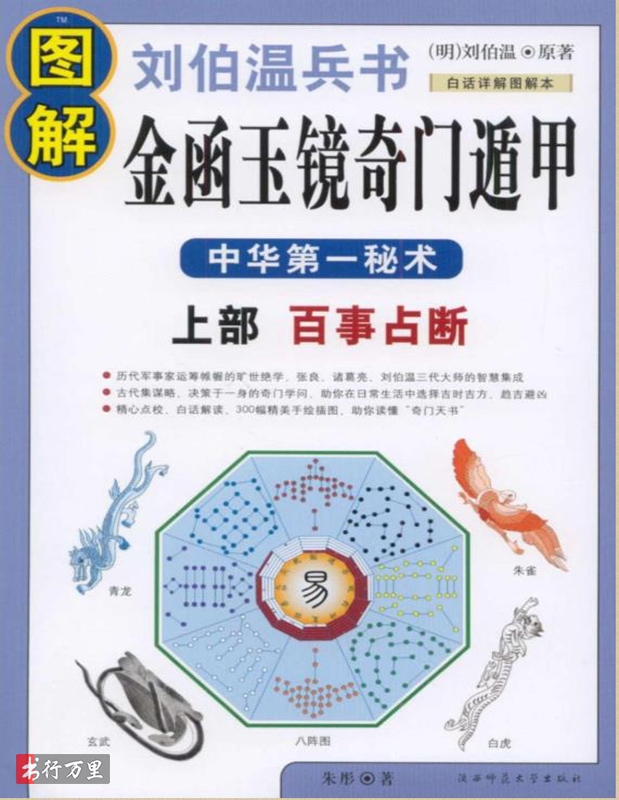 TM
图解
刘伯温兵书
(明)刘伯温⊙原著
白话详解图解本
金函玉镜奇门遁甲
中华第一秘术
上部 百事占断
● 历代军事家运筹帷幄的旷世绝学、张良、诸葛亮、刘伯温三代大师的智慧集成
● 古代集谋略、决策于一身的奇门学问、助你在日常生活中选择吉时吉方、趋吉避凶
● 精心点校、白话解读、300幅精美手绘插图、助你读懂“奇门天书”
青龙
朱雀
易
玄武
八阵图
白虎
书行万里
朱彤⊙著
陕西师范大学出版社